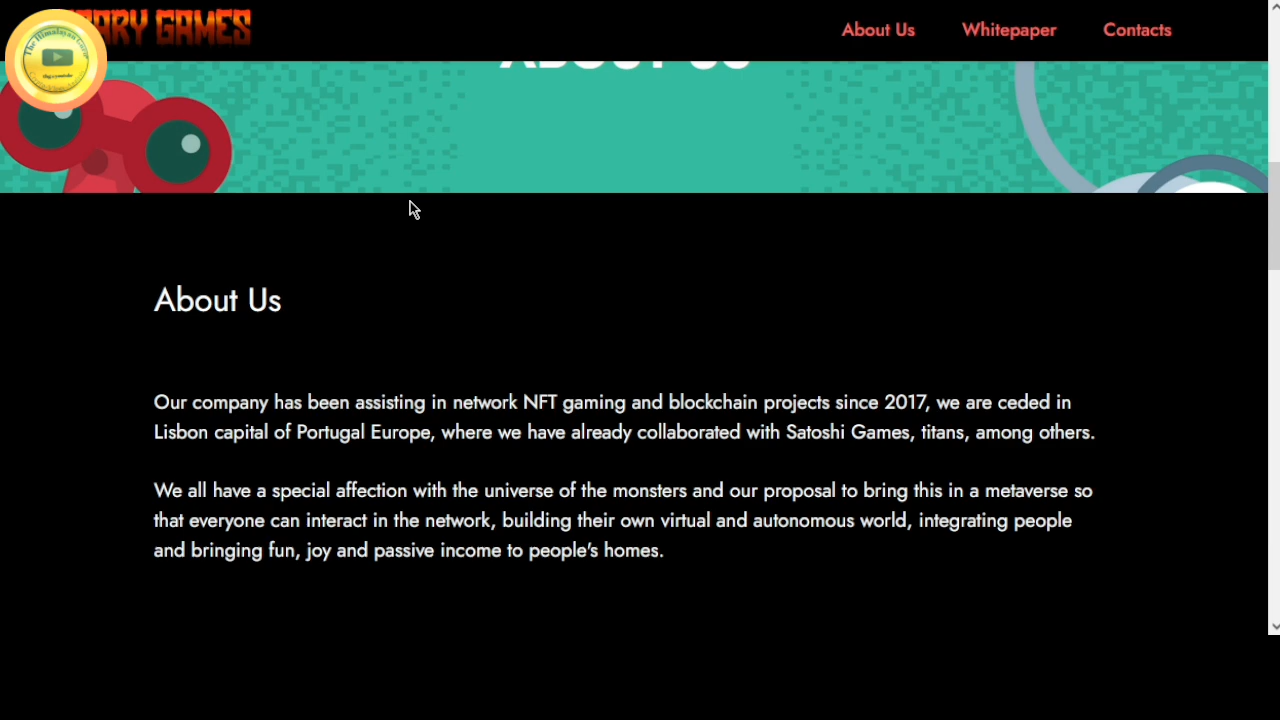 GAMES
About Us
Whitepaper
Contacts
ABOUT US
About Us
Our company has been assisting in network NFT gaming and blockchain projects since 2017, we are ceded in
Lisbon capital of Portugal Europe, where we have already collaborated with Satoshi Games, titans, among others.
We all have a special affection with the universe of the monsters and our proposal to bring this in a metaverse so
that everyone can interact in the network, building their own virtual and autonomous world, integrating people
and bringing fun, joy and passive income to people's homes.